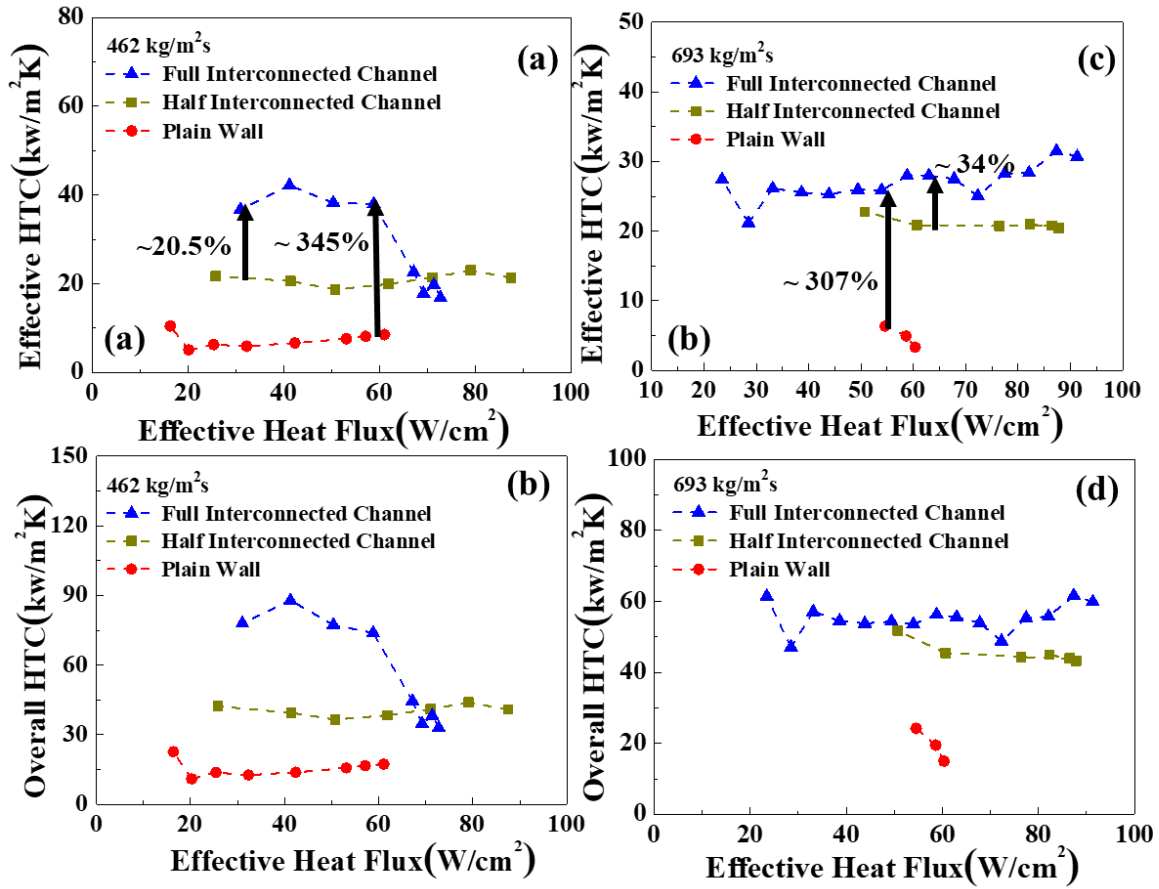 462 kg/m²s
(a)
Full Interconnected Channel
Half Interconnected Channel
Plain Wall
~20.5%
~ 345%
(a)
80
60
40
20
0
0 20 40 60 80 100
Effective HTC(kw/m²K)
Effective Heat Flux(W/cm²)
693 kg/m²s
(c)
Full Interconnected Channel
Half Interconnected Channel
Plain Wall
~ 34%
~ 307%
(b)
50
40
30
20
10
0
10 20 30 40 50 60 70 80 90 100
Effective HTC(kw/m²K)
Effective Heat Flux(W/cm²)
462 kg/m²s
(b)
Full Interconnected Channel
Half Interconnected Channel
Plain Wall
150
120
90
60
30
0
0 20 40 60 80 100
Overall HTC(kw/m²K)
Effective Heat Flux(W/cm²)
693 kg/m²s
(d)
Full Interconnected Channel
Half Interconnected Channel
Plain Wall
100
80
60
40
20
0
0 20 40 60 80 100
Overall HTC(kw/m²K)
Effective Heat Flux(W/cm²)